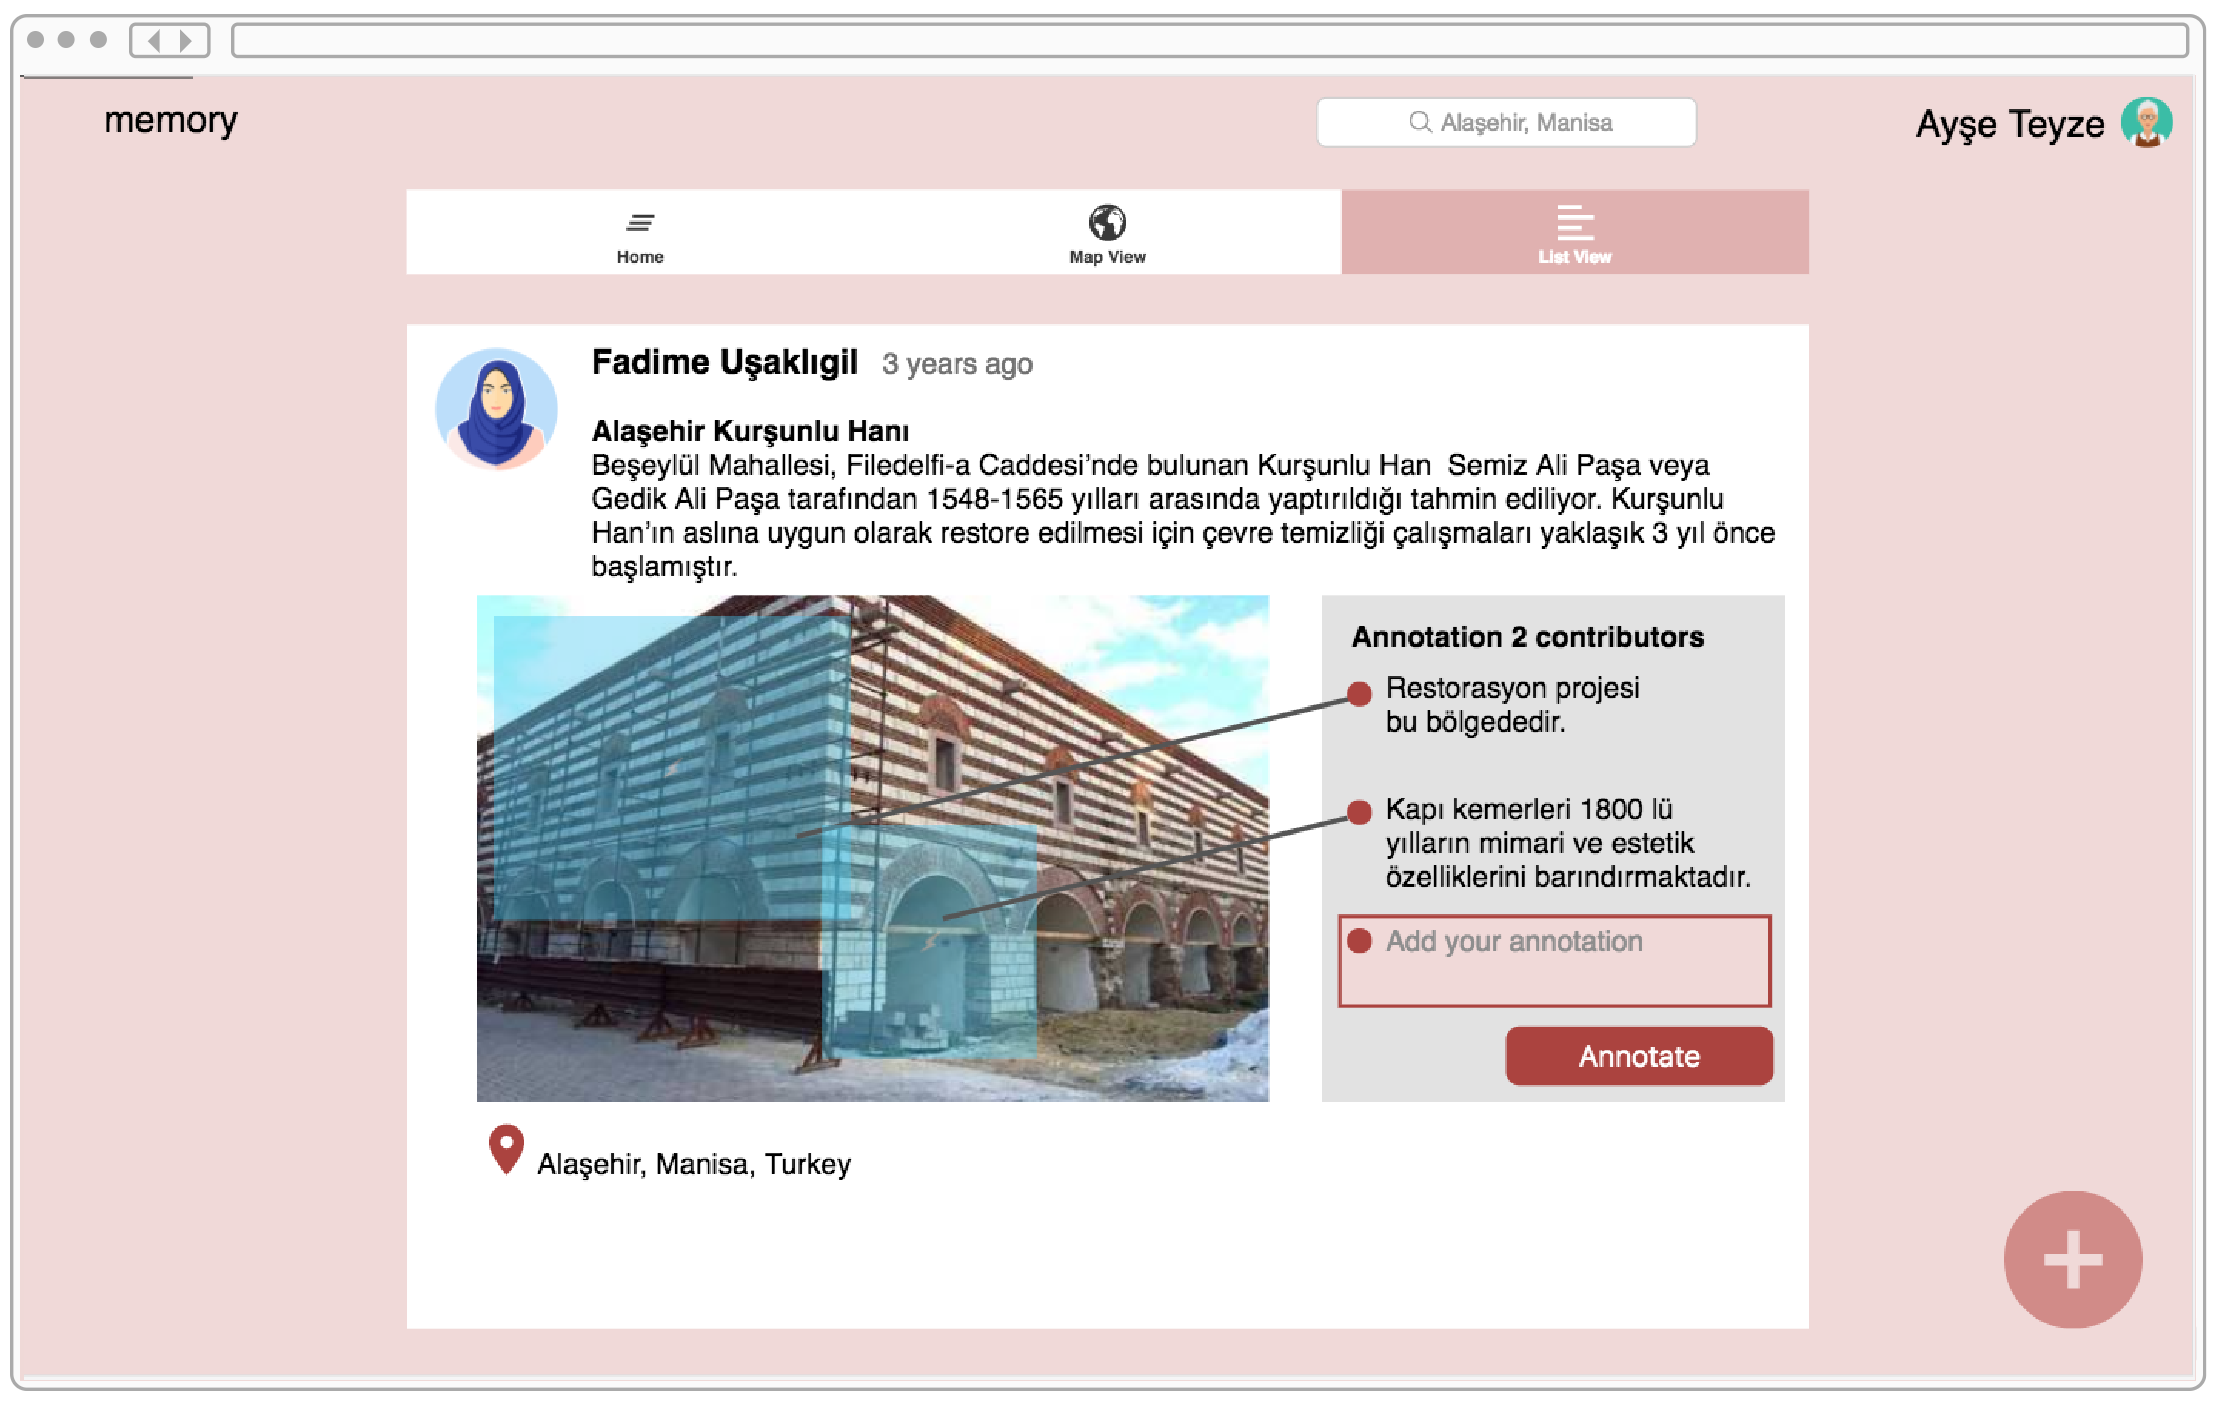 memory
Alaşehir, Manisa
Ayşe Teyze
Home
Map View
List View
Fadime Uşaklıgil 3 years ago
Alaşehir Kurşunlu Hanı
Beşeylül Mahallesi, Filedelfi-a Caddesi’nde bulunan Kurşunlu Han  Semiz Ali Paşa veya
Gedik Ali Paşa tarafından 1548-1565 yılları arasında yaptırıldığı tahmin ediliyor. Kurşunlu
Han’ın aslına uygun olarak restore edilmesi için çevre temizliği çalışmaları yaklaşık 3 yıl önce
başlamıştır.
Annotation 2 contributors
Restorasyon projesi
bu bölgededir.
Kapı kemerleri 1800 lü
yılların mimari ve estetik
özelliklerini barındırmaktadır.
Add your annotation
Annotate
Alaşehir, Manisa, Turkey